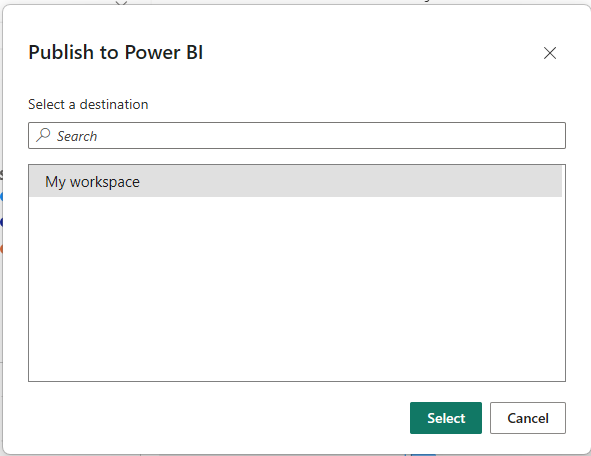 Publish to Power BI
Select a destination
Search
My workspace
Select
Cancel